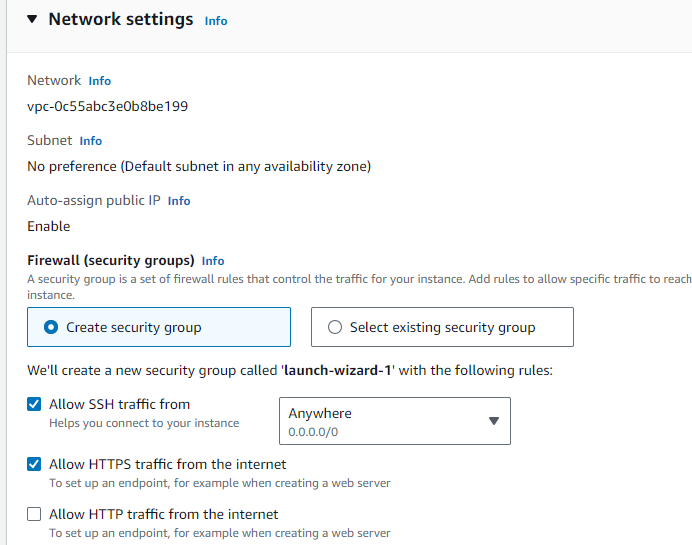 Network settings Info
Network Info
vpc-0c55abc3e0b8be199
Subnet Info
No preference (Default subnet in any availability zone)
Auto-assign public IP Info
Enable
Firewall (security groups) Info
A security group is a set of firewall rules that control the traffic for your instance. Add rules to allow specific traffic to reach
instance.
Create security group
Select existing security group
We'll create a new security group called 'launch-wizard-1' with the following rules:
Allow SSH traffic from
Helps you connect to your instance
Anywhere
0.0.0.0/0
Allow HTTPS traffic from the internet
To set up an endpoint, for example when creating a web server
Allow HTTP traffic from the internet
To set up an endpoint, for example when creating a web server